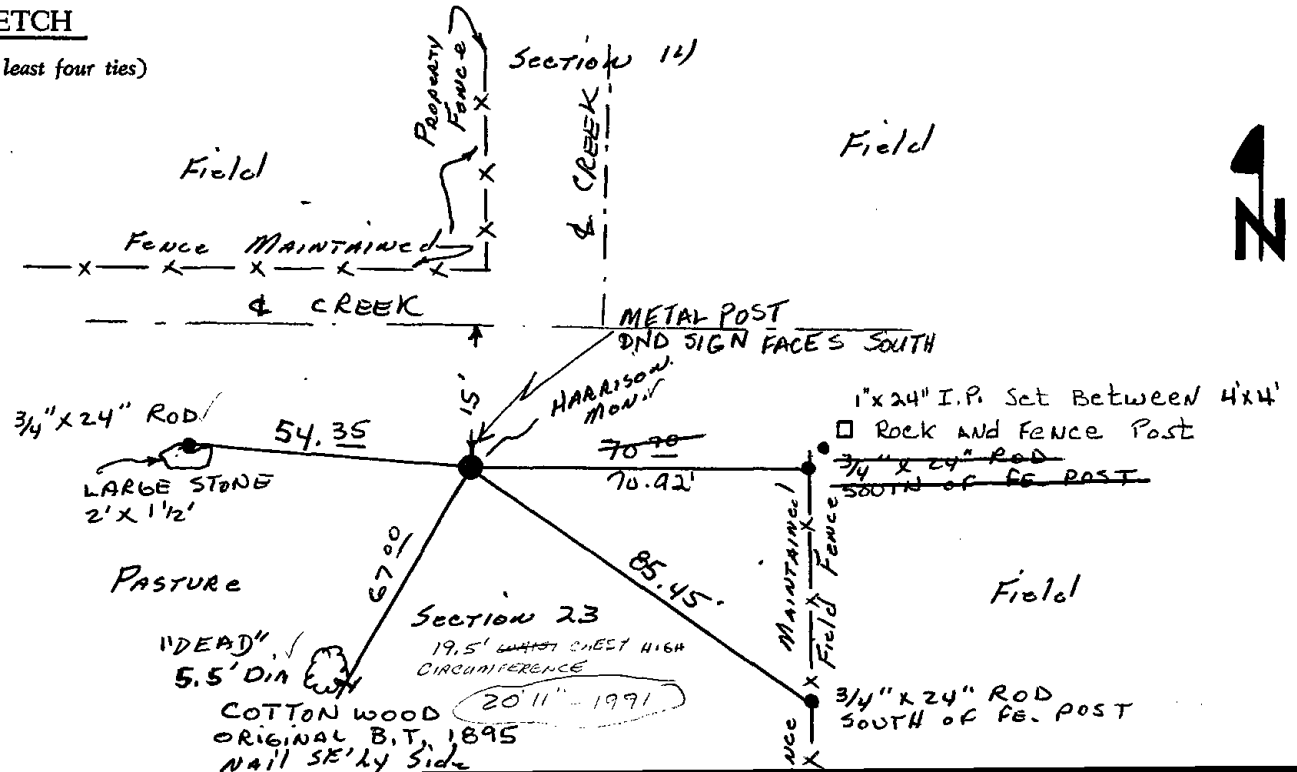 ETCH
least four ties)
Section 14
Property
Fence
Field
Field
℄ CREEK
N
Fence Maintained
℄ CREEK
METAL POST
DND SIGN FACES SOUTH
15'
HARRISON
MON. ✓
3/4" x 24" ROD ✓
54.35
70.90
70.92'
1" x 24" I.P. Set Between 4'x4'
Rock AND Fence Post
3/4" x 24" ROD
SOUTH OF FE. POST
LARGE STONE
2' x 1 1/2'
PASTURE
67.00
85.45'
MAINTAINED
Field Fence
Field
Section 23
19.5' CHEST HIGH
CIRCUMFERENCE
20'11" - 1991
"DEAD" ✓
5.5' DIA
COTTON WOOD
ORIGINAL B.T. 1895
NAIL SE'LY Side
3/4" x 24" ROD
SOUTH OF FE. POST
NCE